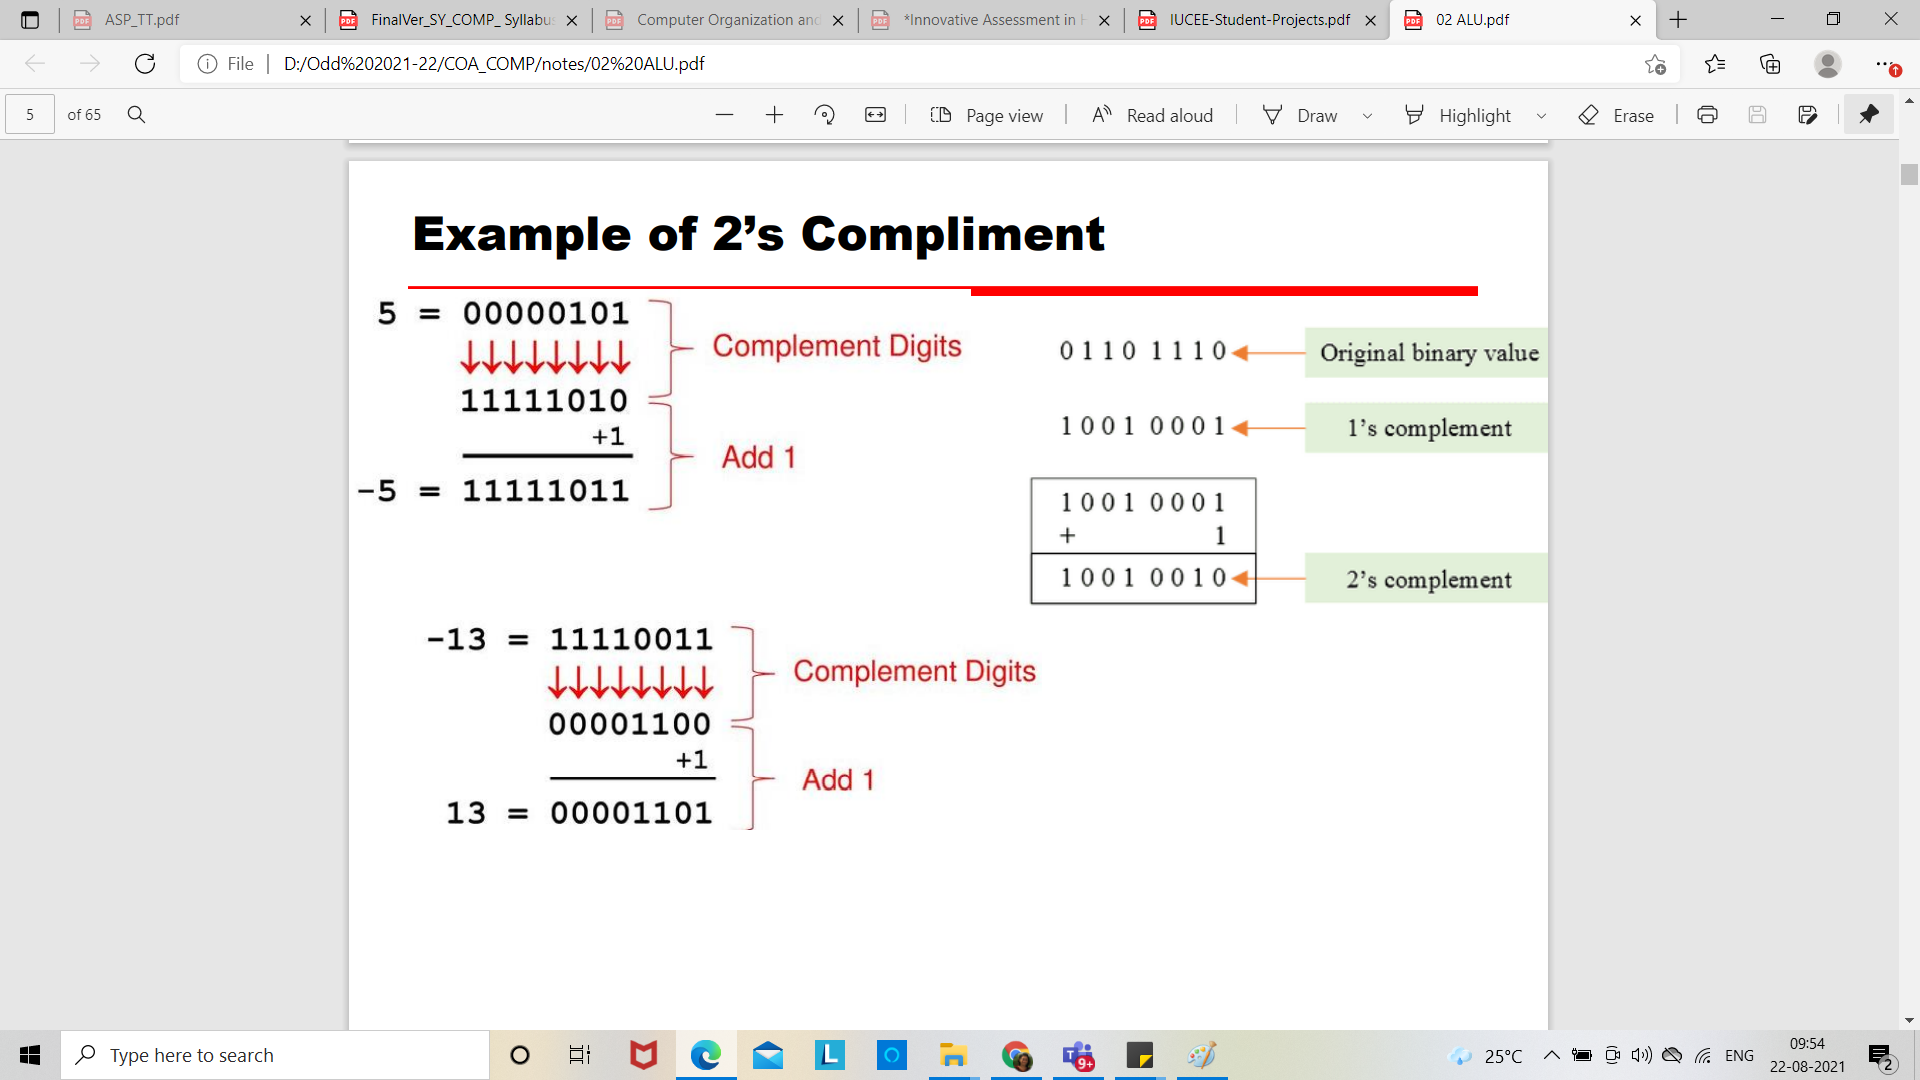 ASP_TT.pdf
FinalVer_SY_COMP_ Syllabus
Computer Organization and
*Innovative Assessment in H
IUCEE-Student-Projects.pdf
02 ALU.pdf
File
D:/Odd%202021-22/COA_COMP/notes/02%20ALU.pdf
5
of 65
Page view
Read aloud
Draw
Highlight
Erase
Example of 2’s Compliment
5 = 00000101
Complement Digits
11111010
+1
Add 1
-5 = 11111011
0 1 1 0 1 1 1 0
Original binary value
1 0 0 1 0 0 0 1
1’s complement
1 0 0 1 0 0 0 1
+ 1
1 0 0 1 0 0 1 0
2’s complement
-13 = 11110011
Complement Digits
00001100
+1
Add 1
13 = 00001101
Type here to search
9+
25°C
ENG
09:54
22-08-2021
2